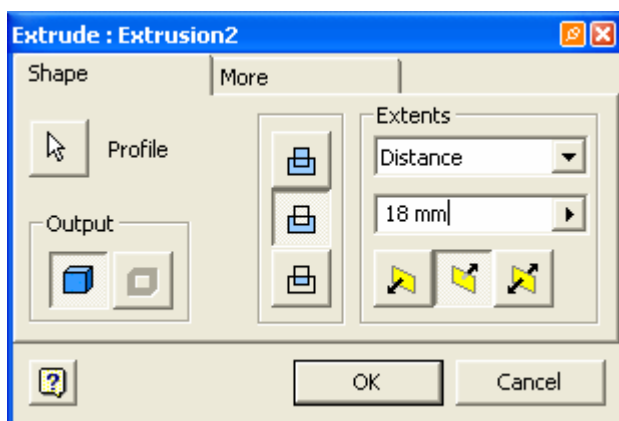 Extrude : Extrusion2
Shape
More
Profile
Extents
Distance
18 mm
Output
?
OK
Cancel